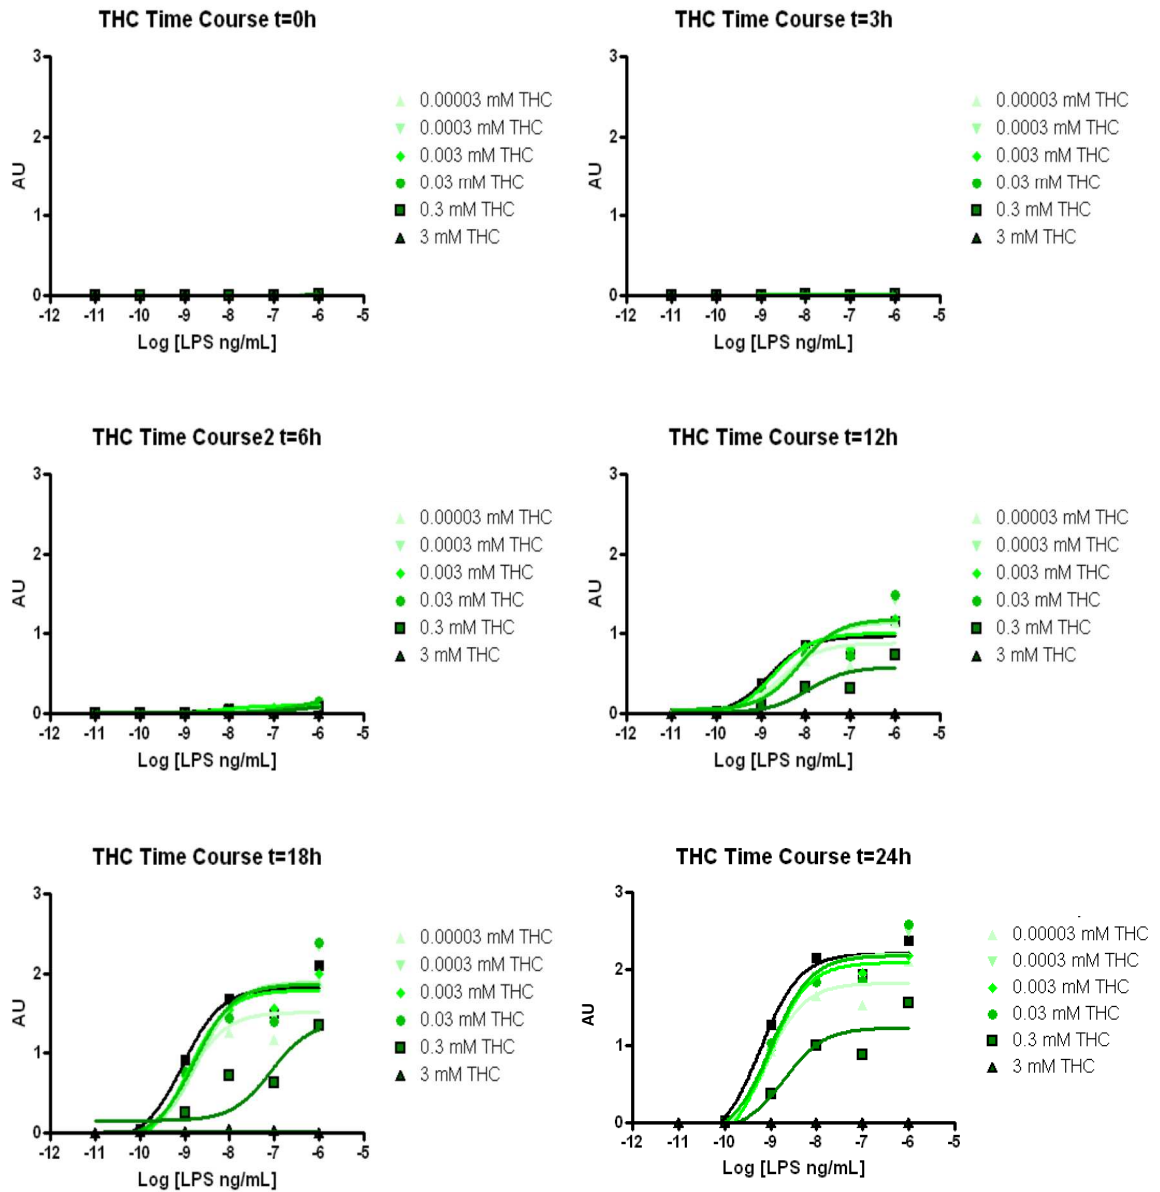 THC Time Course t=0h
3
2
1
0
AU
-12 -11 -10 -9 -8 -7 -6 -5
Log [LPS ng/mL]
0.00003 mM THC
0.0003 mM THC
0.003 mM THC
0.03 mM THC
0.3 mM THC
3 mM THC
THC Time Course t=3h
3
2
1
0
AU
-12 -11 -10 -9 -8 -7 -6 -5
Log [LPS ng/mL]
0.00003 mM THC
0.0003 mM THC
0.003 mM THC
0.03 mM THC
0.3 mM THC
3 mM THC
THC Time Course2 t=6h
3
2
1
0
AU
-12 -11 -10 -9 -8 -7 -6 -5
Log [LPS ng/mL]
0.00003 mM THC
0.0003 mM THC
0.003 mM THC
0.03 mM THC
0.3 mM THC
3 mM THC
THC Time Course t=12h
3
2
1
0
AU
-12 -11 -10 -9 -8 -7 -6 -5
Log [LPS ng/mL]
0.00003 mM THC
0.0003 mM THC
0.003 mM THC
0.03 mM THC
0.3 mM THC
3 mM THC
THC Time Course t=18h
3
2
1
0
AU
-12 -11 -10 -9 -8 -7 -6 -5
Log [LPS ng/mL]
0.00003 mM THC
0.0003 mM THC
0.003 mM THC
0.03 mM THC
0.3 mM THC
3 mM THC
THC Time Course t=24h
3
2
1
0
AU
-12 -11 -10 -9 -8 -7 -6 -5
Log [LPS ng/mL]
0.00003 mM THC
0.0003 mM THC
0.003 mM THC
0.03 mM THC
0.3 mM THC
3 mM THC